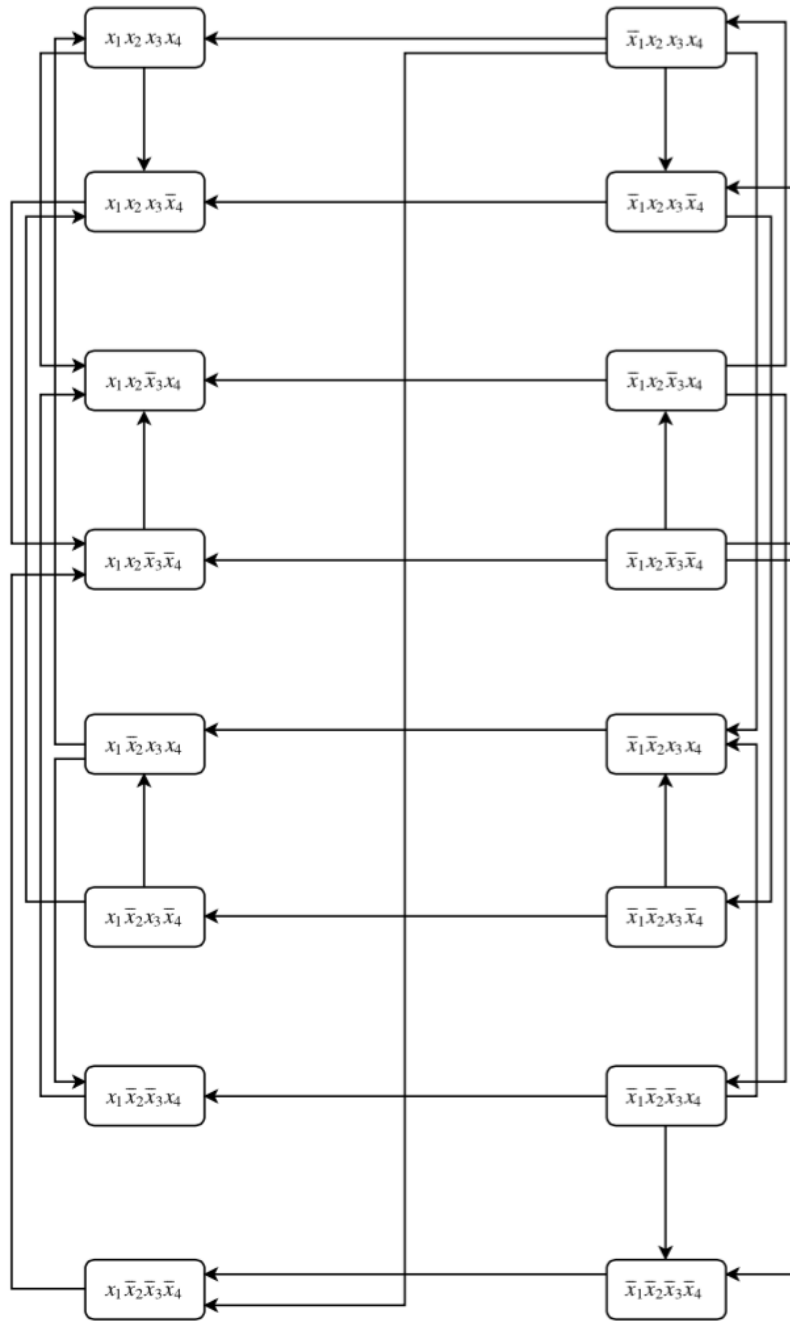 x₁x₂x₃x₄ x̅₁x₂x₃x₄
x₁x₂x₃x̅₄ x̅₁x₂x₃x̅₄
x₁x₂x̅₃x₄ x̅₁x₂x̅₃x₄
x₁x₂x̅₃x̅₄ x̅₁x₂x̅₃x̅₄
x₁x̅₂x₃x₄ x̅₁x̅₂x₃x₄
x₁x̅₂x₃x̅₄ x̅₁x̅₂x₃x̅₄
x₁x̅₂x̅₃x₄ x̅₁x̅₂x̅₃x₄
x₁x̅₂x̅₃x̅₄ x̅₁x̅₂x̅₃x̅₄